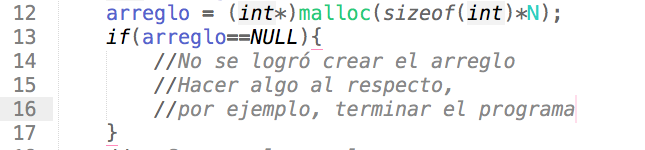 12 arreglo = (int*)malloc(sizeof(int)*N);
13 if(arreglo==NULL){
14 //No se logró crear el arreglo
15 //Hacer algo al respecto,
16 //por ejemplo, terminar el programa
17 }